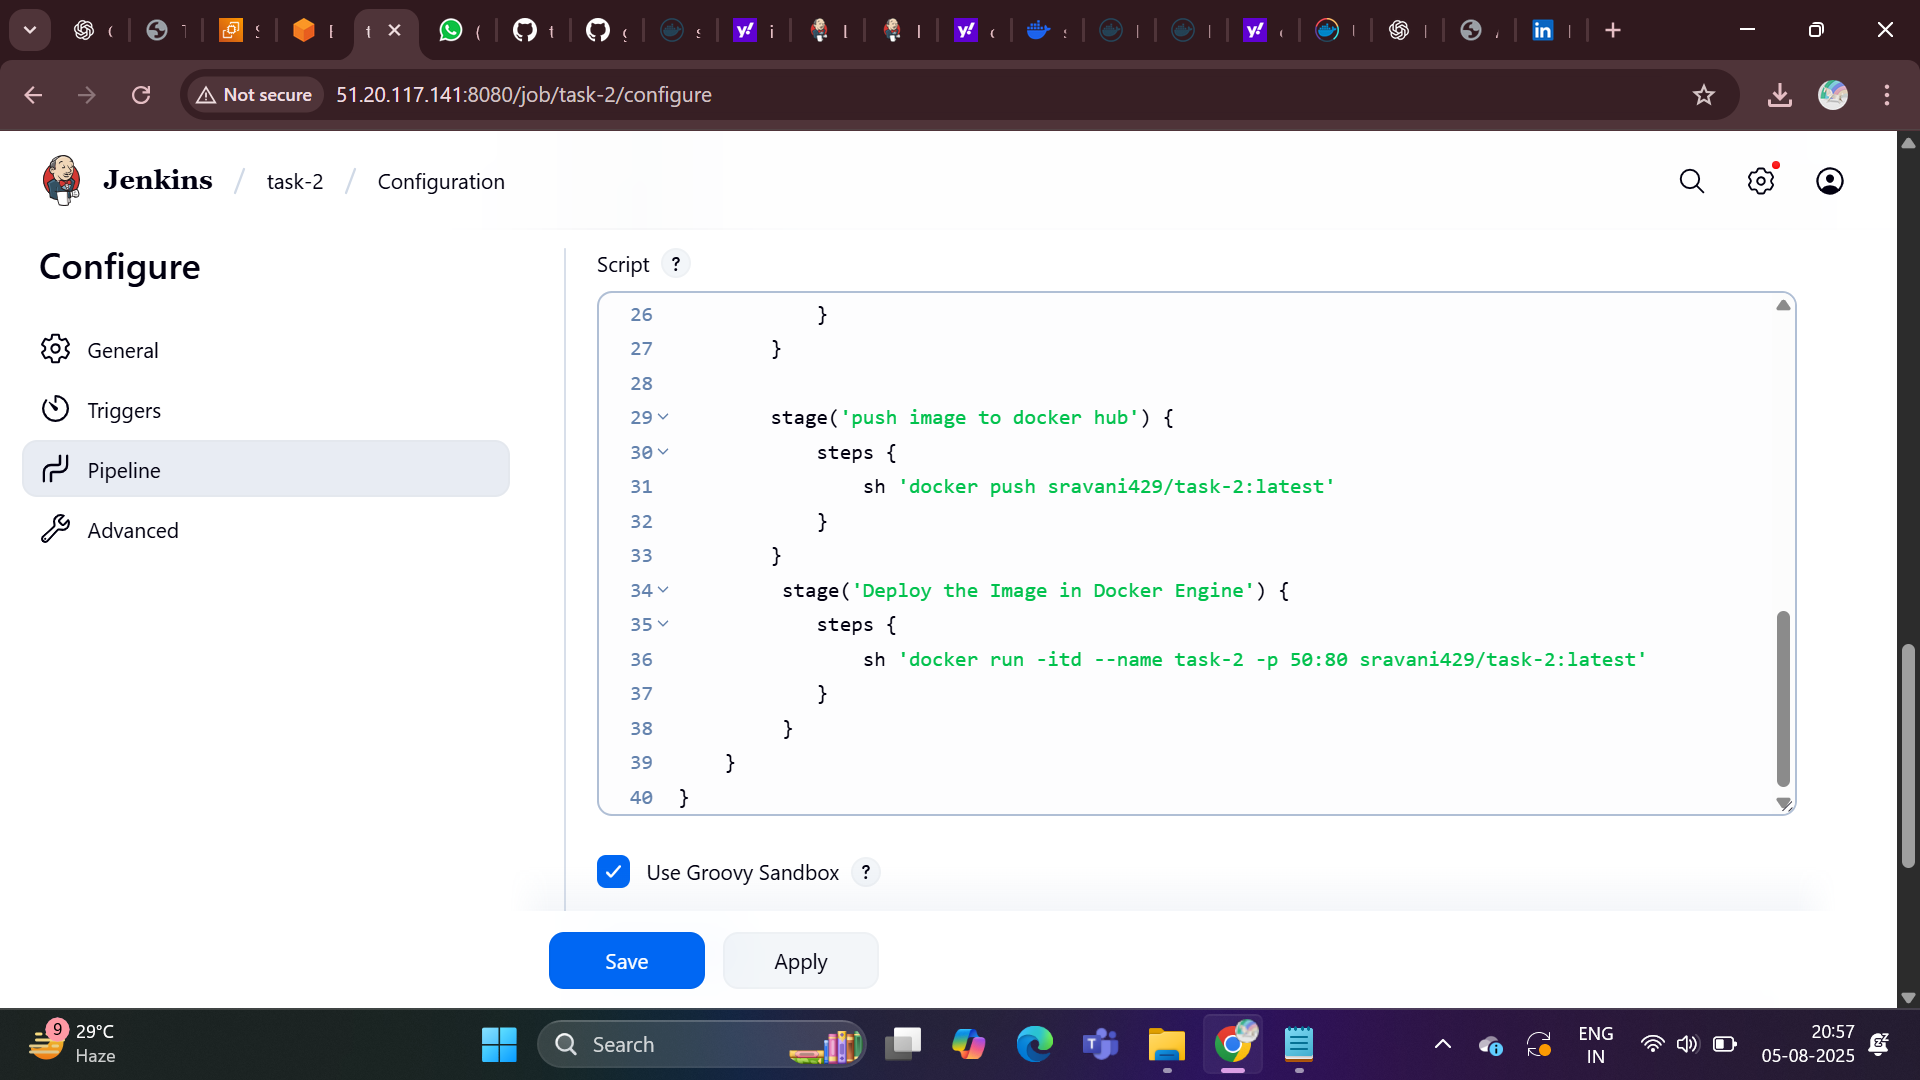 Not secure 51.20.117.141:8080/job/task-2/configure
Jenkins / task-2 / Configuration
Configure
General
Triggers
Pipeline
Advanced
Script ?
26 }
27 }
28
29 stage('push image to docker hub') {
30 steps {
31 sh 'docker push sravani429/task-2:latest'
32 }
33 }
34 stage('Deploy the Image in Docker Engine') {
35 steps {
36 sh 'docker run -itd --name task-2 -p 50:80 sravani429/task-2:latest'
37 }
38 }
39 }
40 }
Use Groovy Sandbox ?
Save Apply
9 29°C
Haze
Search
ENG
IN
20:57
05-08-2025